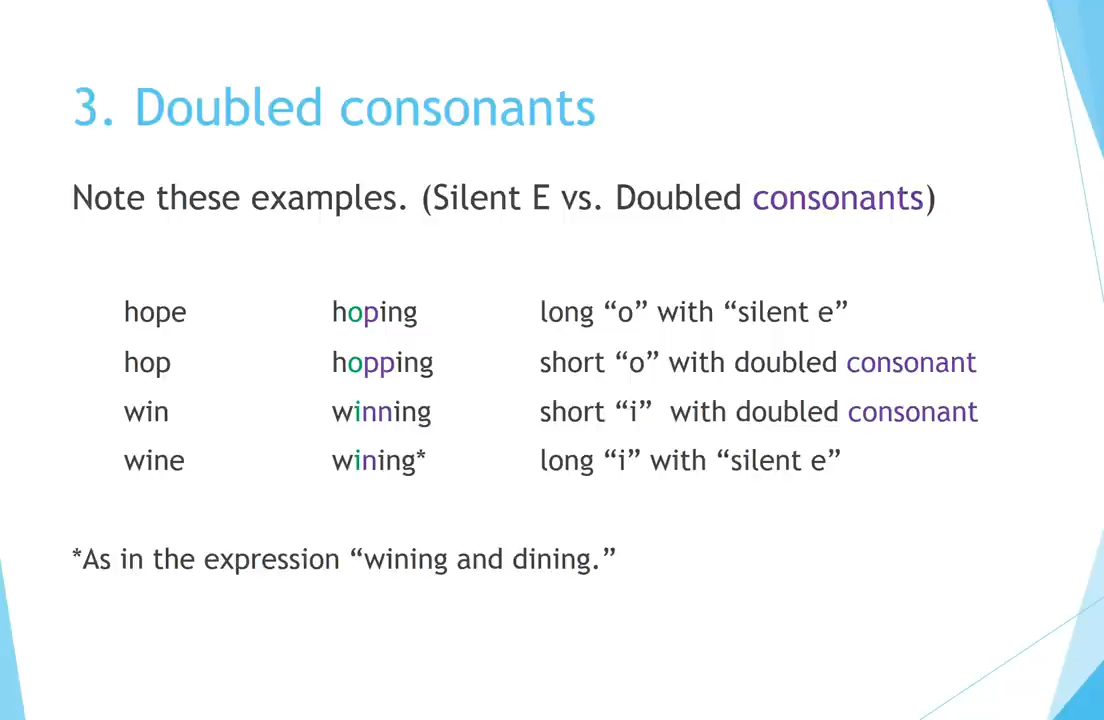 3. Doubled consonants
Note these examples. (Silent E vs. Doubled consonants)
hope hoping long “o” with “silent e”
hop hopping short “o” with doubled consonant
win winning short “i” with doubled consonant
wine wining* long “i” with “silent e”
*As in the expression “wining and dining.”